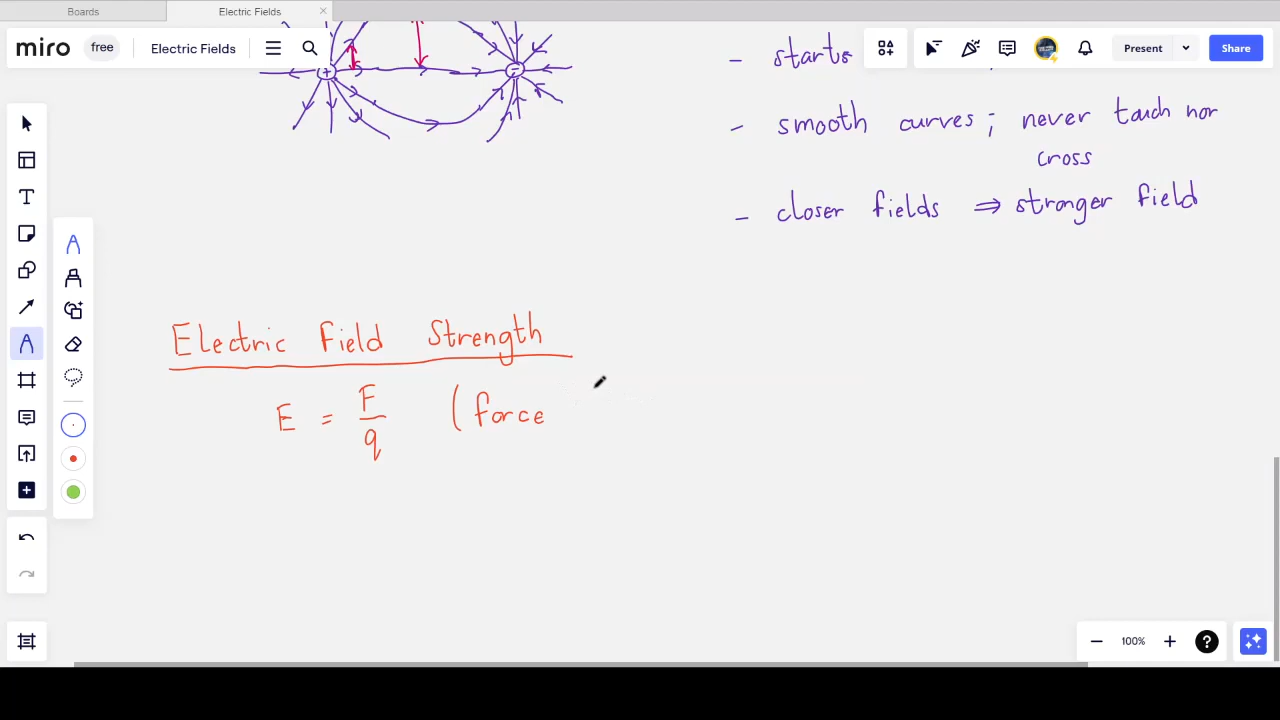 Boards
Electric Fields
miro
free
Electric Fields
Present
Share
- starts
- smooth curves; never touch nor
cross
- closer fields ⇒ stronger field
Electric Field Strength
E = F/q (force
100%